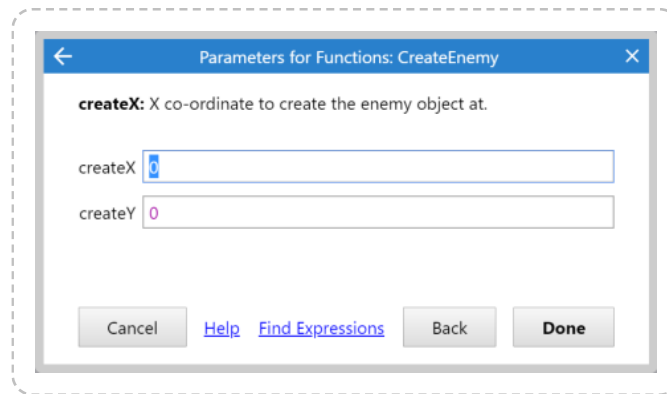 Parameters for Functions: CreateEnemy
createX: X co-ordinate to create the enemy object at.
createX 0
createY 0
Cancel Help Find Expressions Back Done